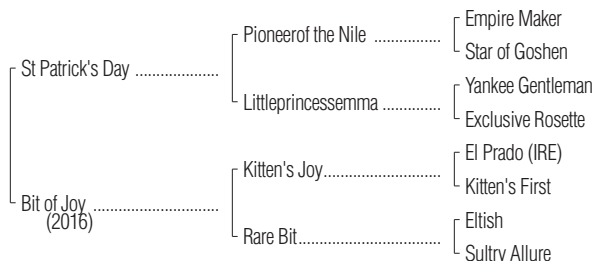 Empire Maker
Pioneerof the Nile ................
Star of Goshen
St Patrick's Day ....................
Yankee Gentleman
Littleprincessemma ..............
Exclusive Rosette
El Prado (IRE)
Kitten's Joy............................
Kitten's First
Bit of Joy ..............................
(2016)
Eltish
Rare Bit..................................
Sultry Allure